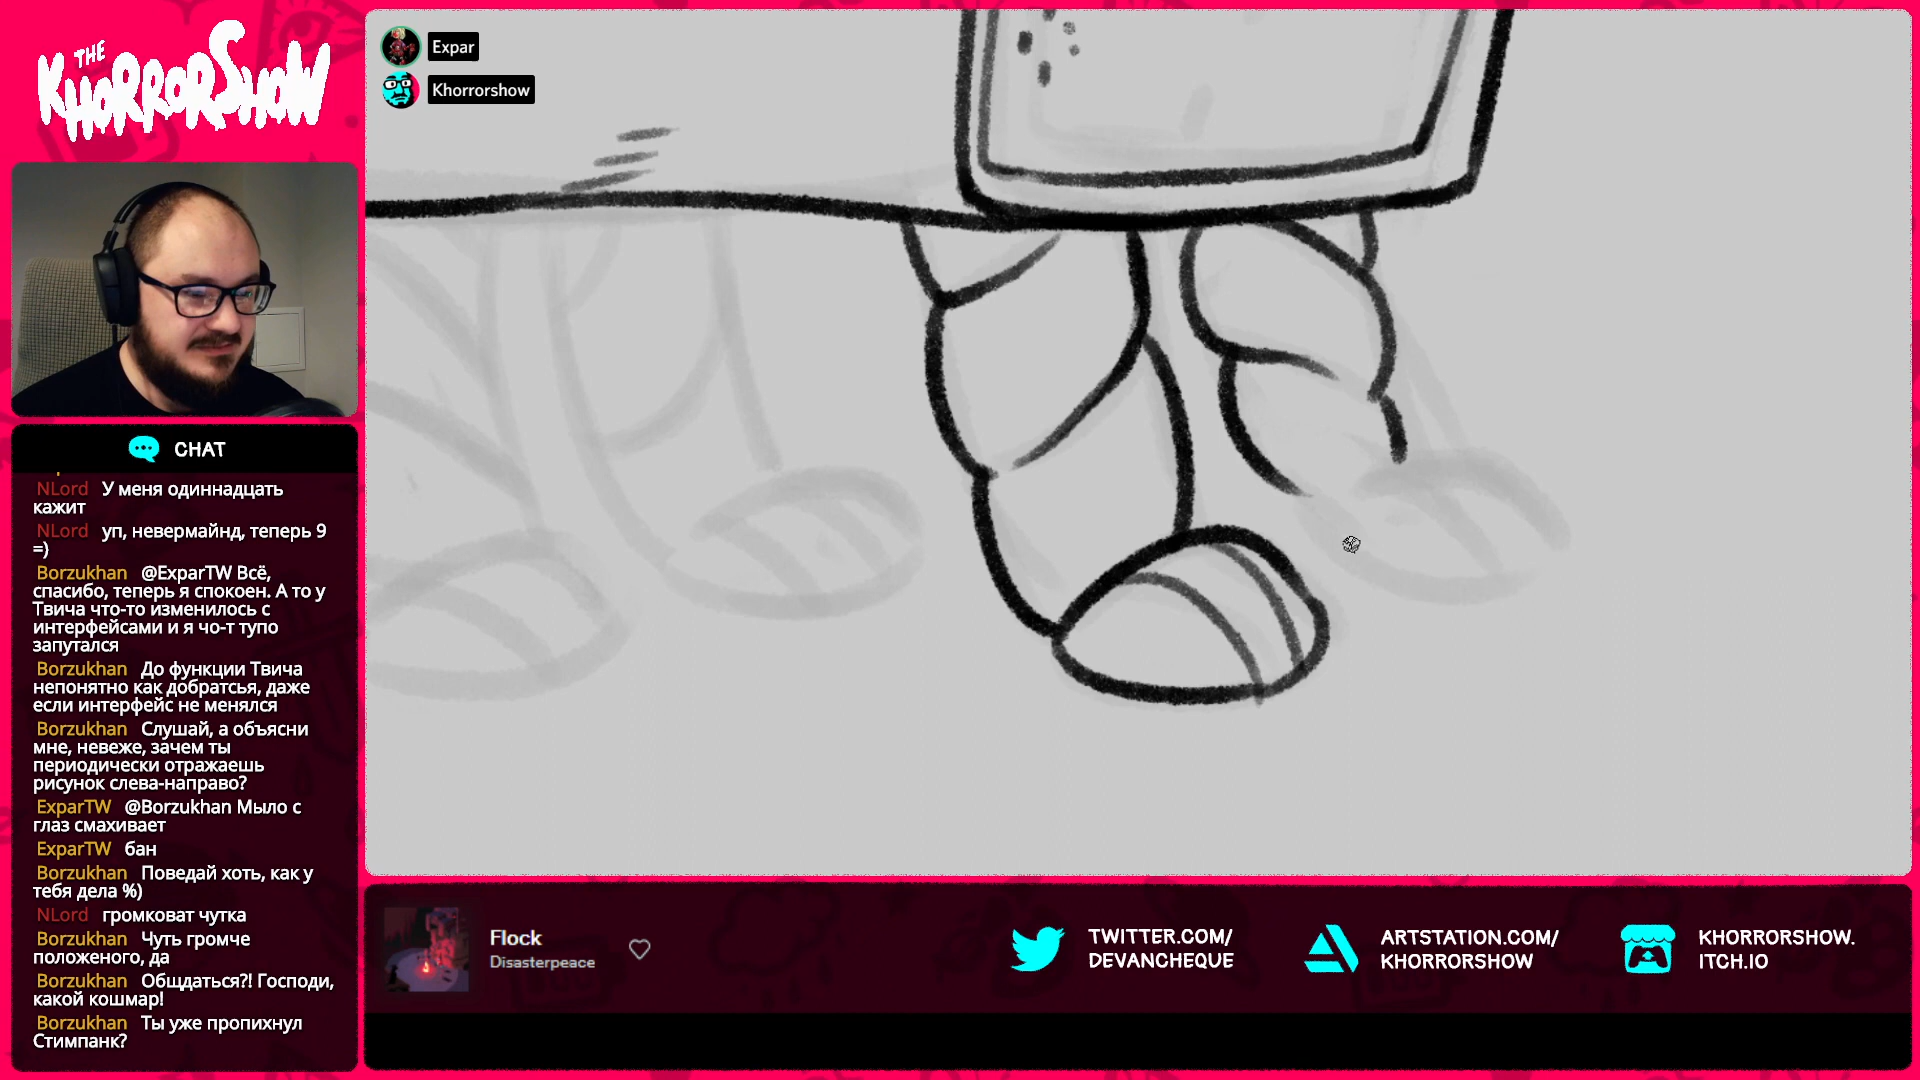 THE
KHORRORSHOW
Expar
Khorrorshow
CHAT
NLord У меня одиннадцать
кажит
NLord уп, невермайнд, теперь 9
=)
Borzukhan @ExparTW Всё,
спасибо, теперь я спокоен. А то у
Твича что-то изменилось с
интерфейсами и я чо-т тупо
запутался
Borzukhan До функции Твича
непонятно как добраться, даже
если интерфейс не менялся
Borzukhan Слушай, а объясни
мне, невеже, зачем ты
периодически отражаешь
рисунок слева-направо?
ExparTW @Borzukhan Мыло с
глаз смахивает
ExparTW бан
Borzukhan Поведай хоть, как у
тебя дела %)
NLord громковат чутка
Borzukhan Чуть громче
положеного, да
Borzukhan Общдаться?! Господи,
какой кошмар!
Borzukhan Ты уже пропихнул
Стимпанк?
Flock
Disasterpeace
TWITTER.COM/
DEVANCHEQUE
ARTSTATION.COM/
KHORRORSHOW
KHORRORSHOW.
ITCH.IO